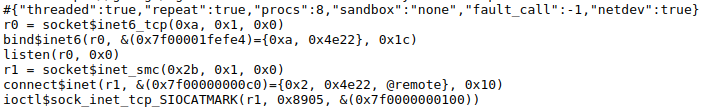 #{"threaded":true,"repeat":true,"procs":8,"sandbox":"none","fault_call":-1,"netdev":true}
r0 = socket$inet6_tcp(0xa, 0x1, 0x0)
bind$inet6(r0, &(0x7f00001fefe4)={0xa, 0x4e22}, 0x1c)
listen(r0, 0x0)
r1 = socket$inet_smc(0x2b, 0x1, 0x0)
connect$inet(r1, &(0x7f00000000c0)={0x2, 0x4e22, @remote}, 0x10)
ioctl$sock_inet_tcp_SIOCATMARK(r1, 0x8905, &(0x7f0000000100))